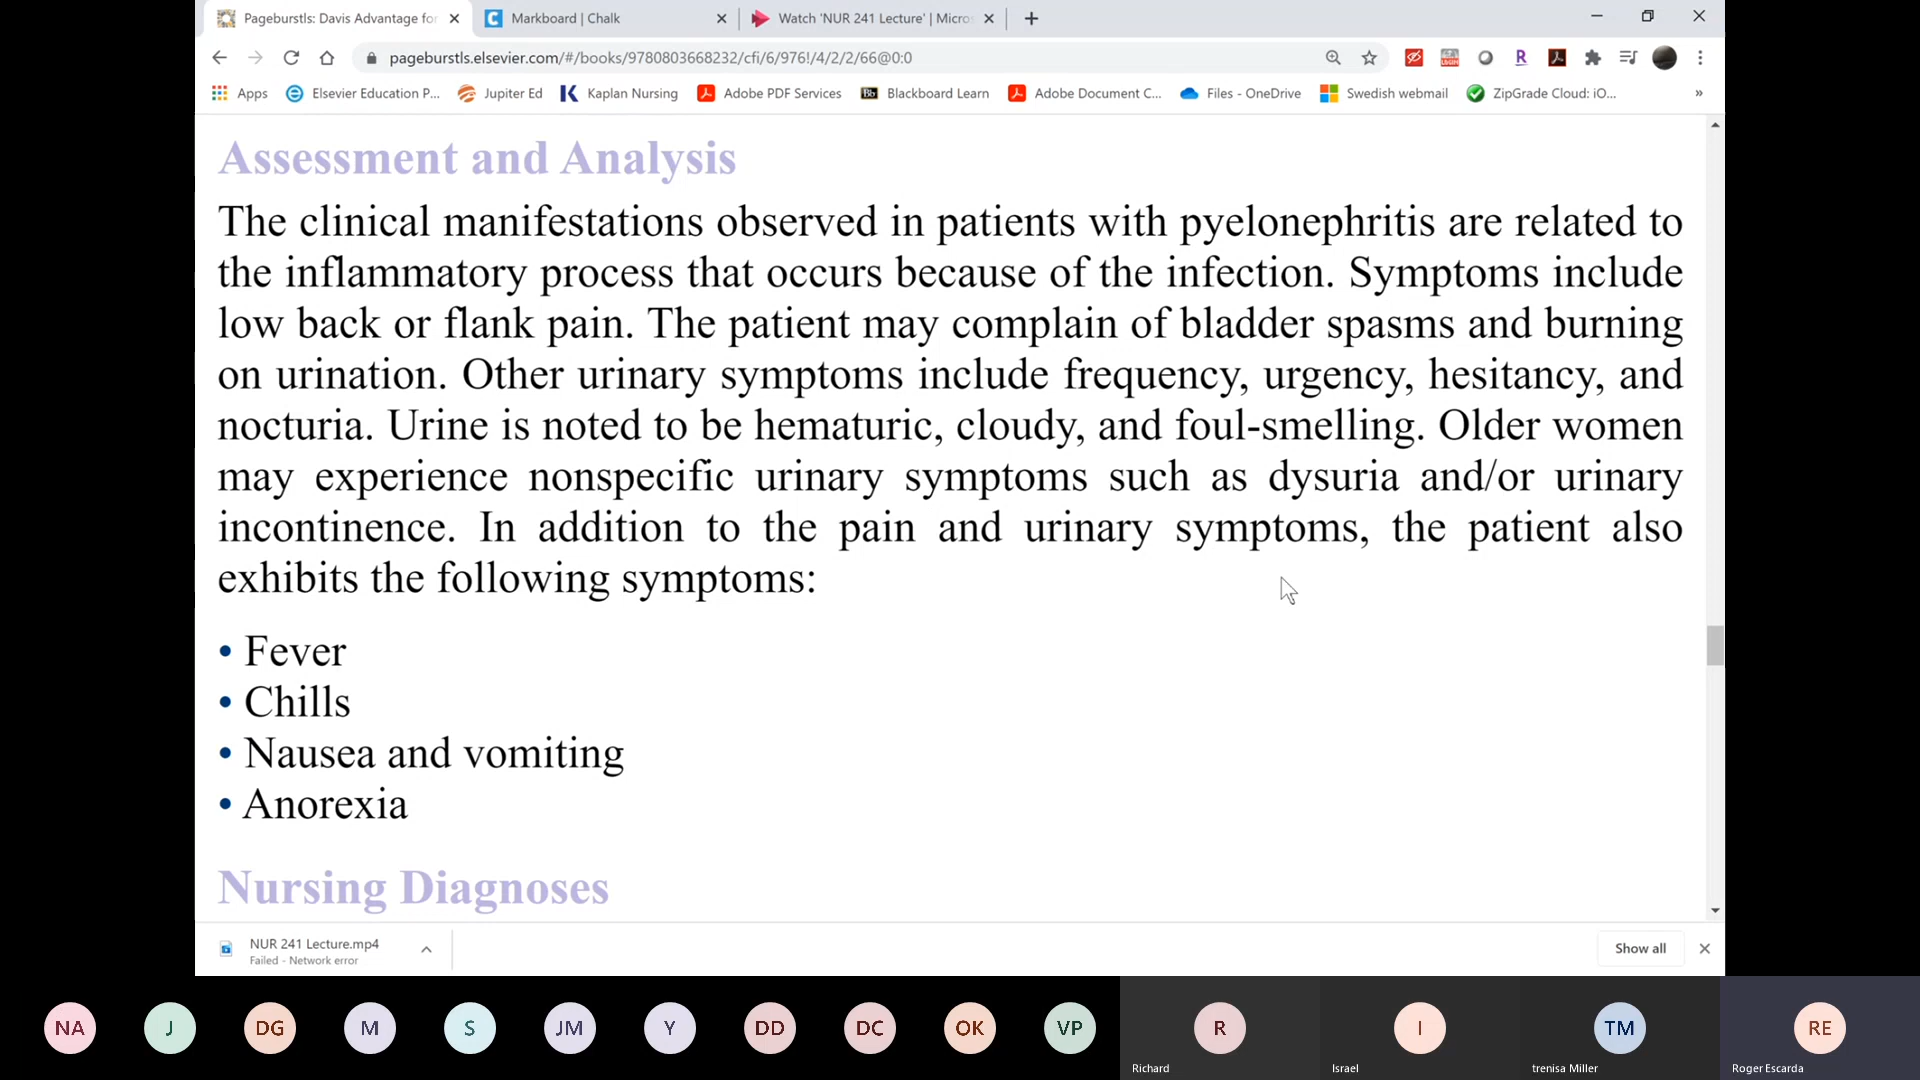 Pageburstls: Davis Advantage for
Markboard | Chalk
Watch 'NUR 241 Lecture' | Micros
pageburstls.elsevier.com/#/books/9780803668232/cfi/6/976!/4/2/2/66@0:0
Apps
Elsevier Education P...
Jupiter Ed
Kaplan Nursing
Adobe PDF Services
Bb
Blackboard Learn
Adobe Document C...
Files - OneDrive
Swedish webmail
ZipGrade Cloud: iO...
»
Assessment and Analysis
The clinical manifestations observed in patients with pyelonephritis are related to
the inflammatory process that occurs because of the infection. Symptoms include
low back or flank pain. The patient may complain of bladder spasms and burning
on urination. Other urinary symptoms include frequency, urgency, hesitancy, and
nocturia. Urine is noted to be hematuric, cloudy, and foul-smelling. Older women
may experience nonspecific urinary symptoms such as dysuria and/or urinary
incontinence. In addition to the pain and urinary symptoms, the patient also
exhibits the following symptoms:
• Fever
• Chills
• Nausea and vomiting
• Anorexia
Nursing Diagnoses
NUR 241 Lecture.mp4
Failed - Network error
Show all
NA
J
DG
M
S
JM
Y
DD
DC
OK
VP
R
I
TM
RE
Richard
Israel
trenisa Miller
Roger Escarda